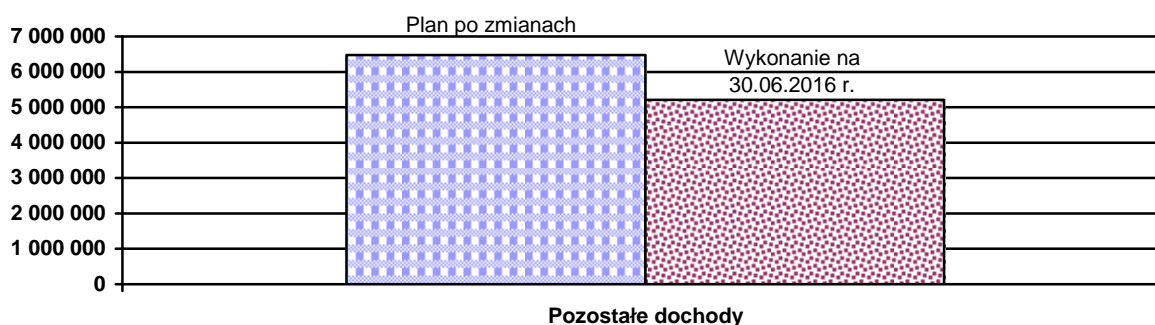 Plan po zmianach
7 000 000
Wykonanie na
6 000 000
30.06.2016 r.
5 000 000
4 000 000
3 000 000
2 000 000
1 000 000
0
Pozostałe dochody